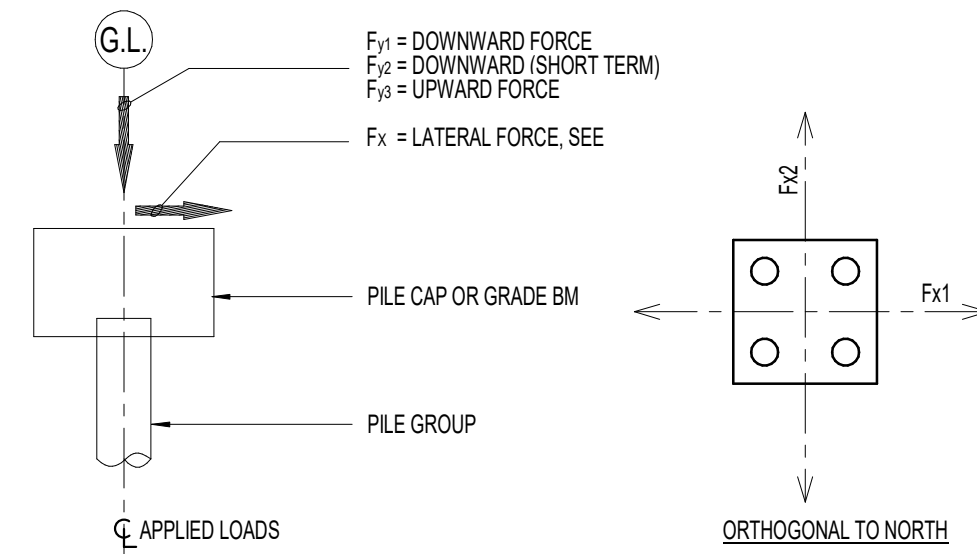 G.L.
Fy1 = DOWNWARD FORCE
Fy2 = DOWNWARD (SHORT TERM)
Fy3 = UPWARD FORCE
Fx = LATERAL FORCE, SEE
PILE CAP OR GRADE BM
PILE GROUP
℄ APPLIED LOADS
Fx2
Fx1
ORTHOGONAL TO NORTH